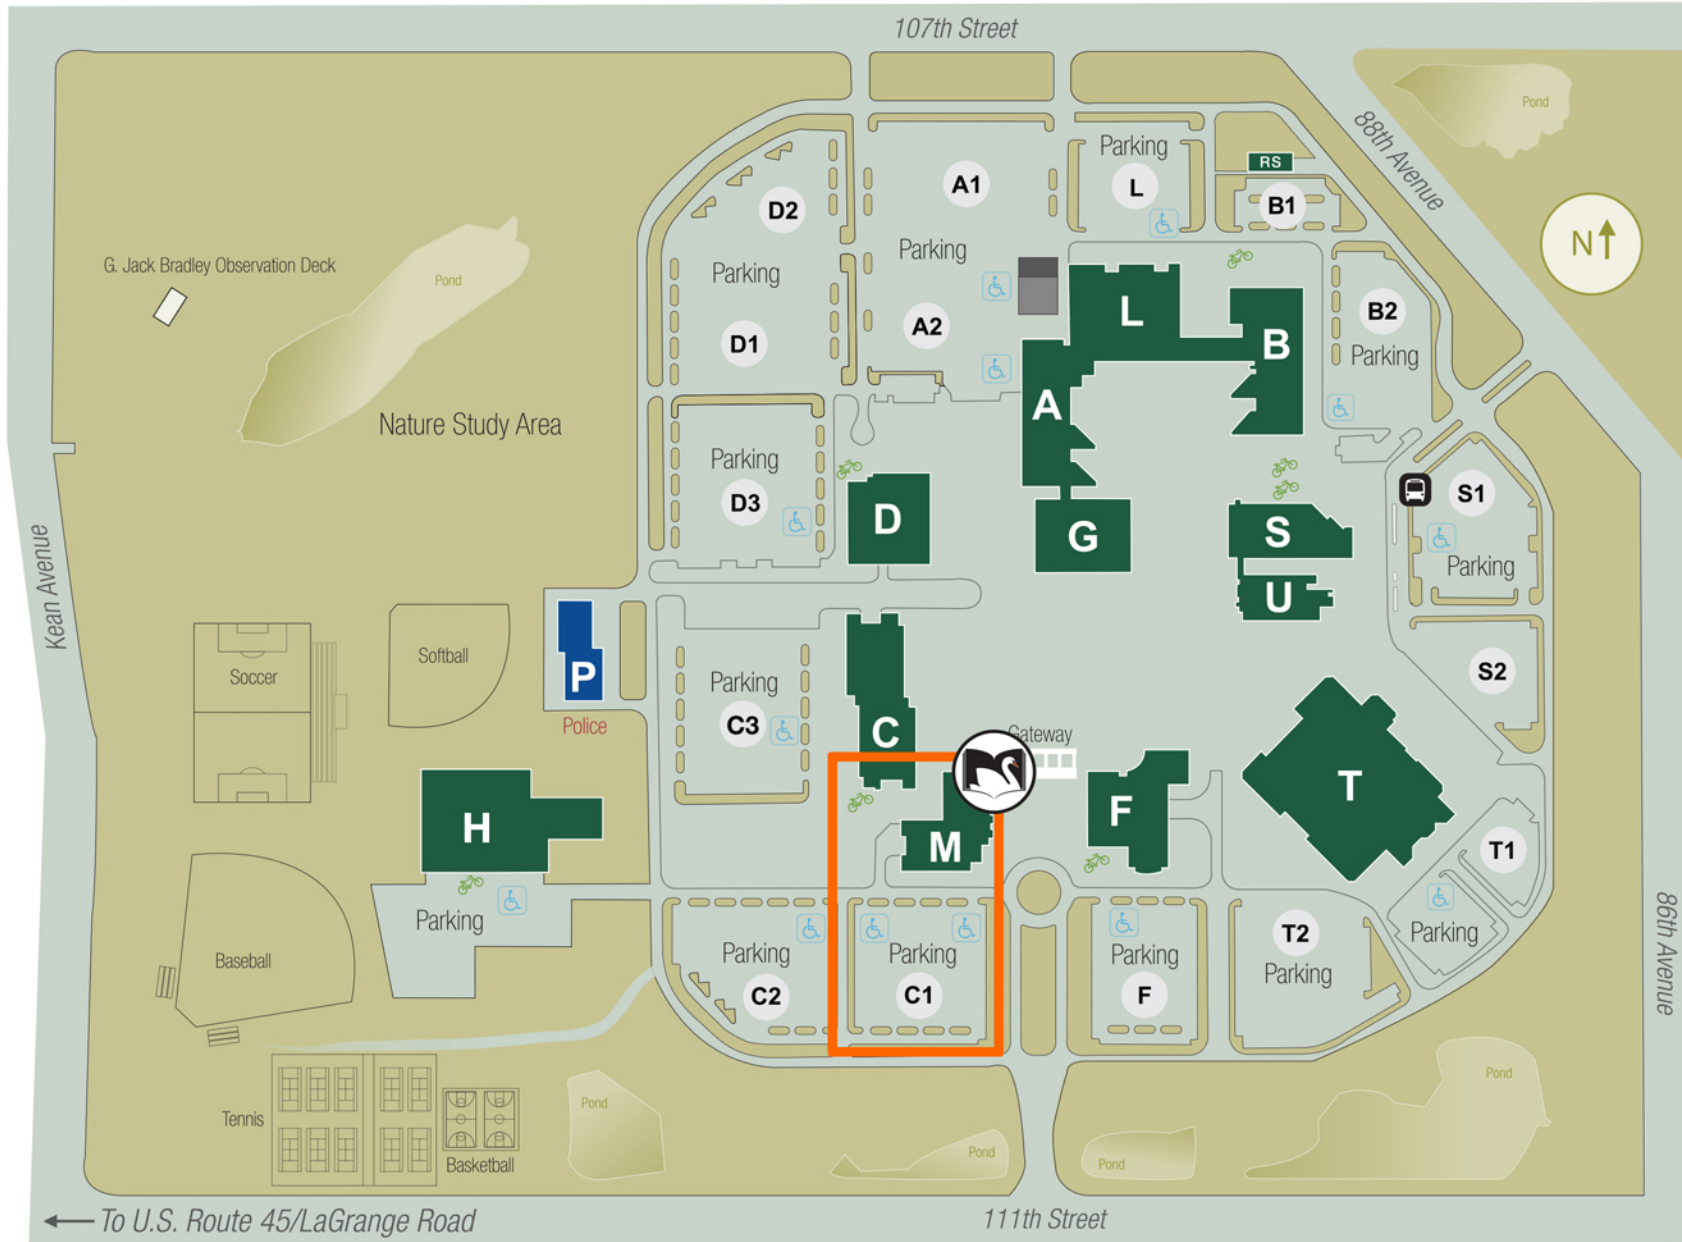 107th Street
Pond
88th Avenue
Parking
L
RS
B1
A1
D2
Parking
N
G. Jack Bradley Observation Deck
Pond
Parking
A2
D1
L
B
B2
Parking
A
Nature Study Area
Parking
D3
D
G
S
S1
Parking
U
Kean Avenue
Soccer
Softball
P
Police
Parking
C3
C
Gateway
S2
T
H
M
F
T1
Parking
Baseball
Parking
C2
Parking
C1
Parking
F
T2
Parking
Parking
86th Avenue
Tennis
Basketball
Pond
Pond
Pond
Pond
To U.S. Route 45/LaGrange Road
111th Street